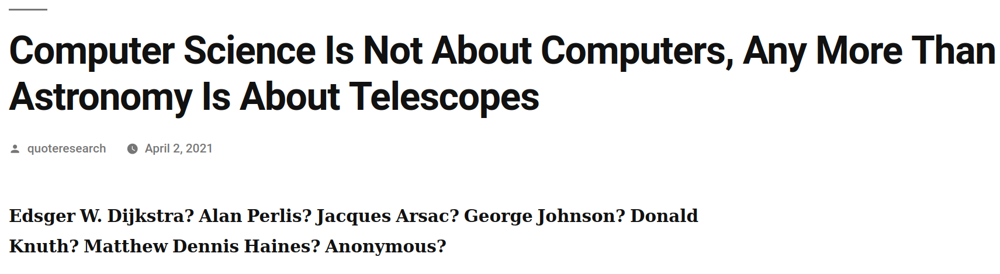 Computer Science Is Not About Computers, Any More Than
Astronomy Is About Telescopes
quoteresearch April 2, 2021
Edsger W. Dijkstra? Alan Perlis? Jacques Arsac? George Johnson? Donald
Knuth? Matthew Dennis Haines? Anonymous?